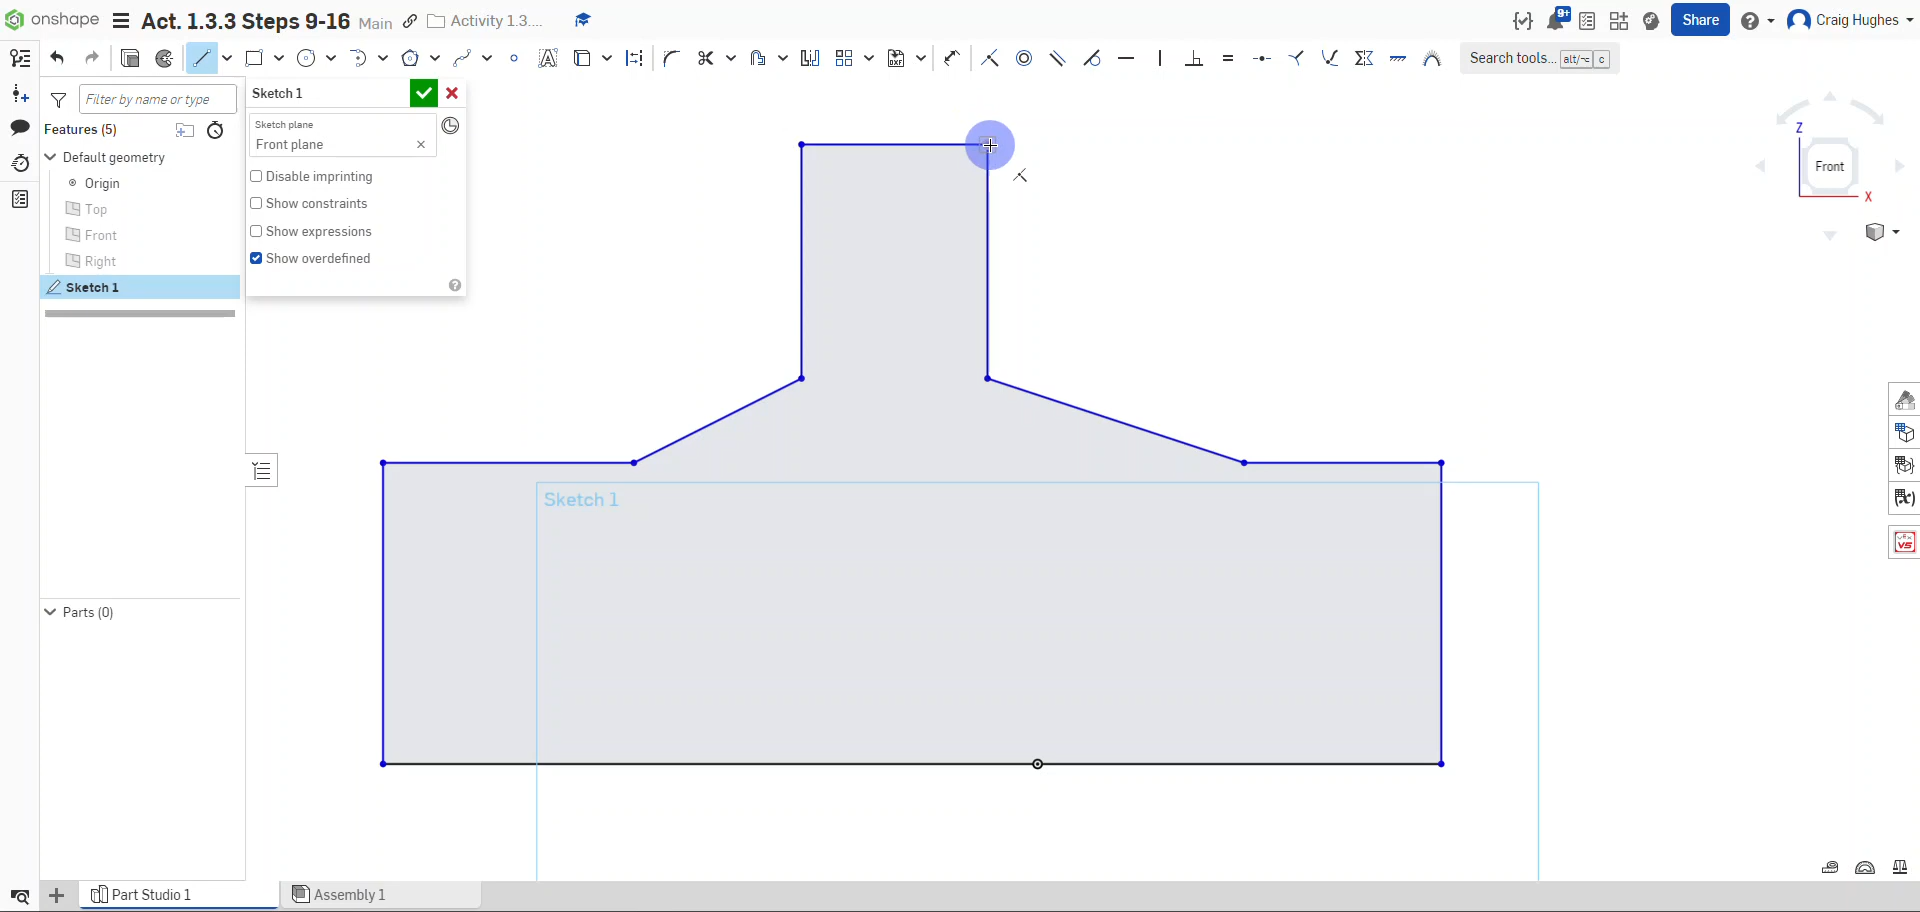 onshape Act. 1.3.3 Steps 9-16 Main Activity 1.3.... 9+ Share Craig Hughes
Search tools... alt/⌥ c
Filter by name or type
Features (5)
Default geometry
Origin
Top
Front
Right
Sketch 1
Parts (0)
Sketch 1
Sketch plane
Front plane
Disable imprinting
Show constraints
Show expressions
Show overdefined
Sketch 1
Z
Front
X
Part Studio 1
Assembly 1